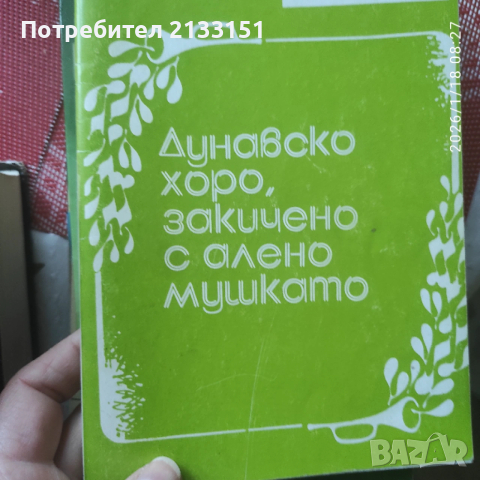 Потребител 2133151
2026/1/18 08:27
Дунавско
хоро,
закичено
с алено
мушкато
BAZAR